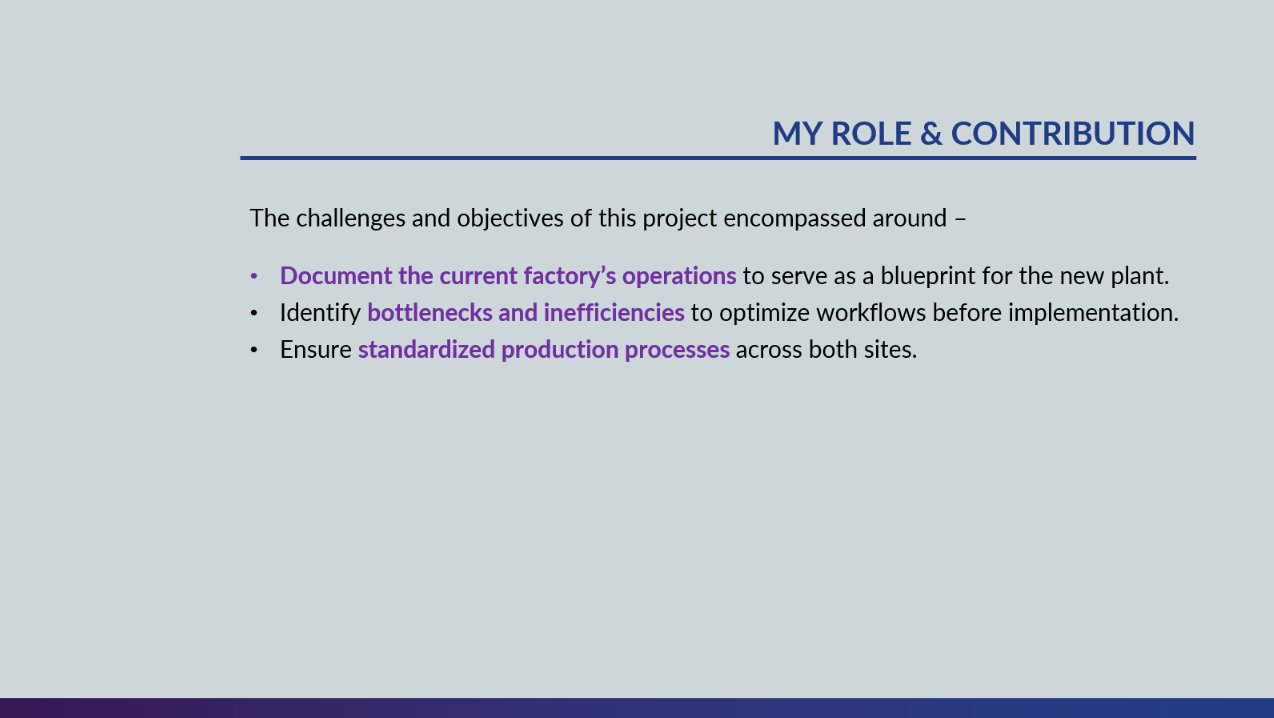 MY ROLE & CONTRIBUTION
The challenges and objectives of this project encompassed around –
• Document the current factory’s operations to serve as a blueprint for the new plant.
• Identify bottlenecks and inefficiencies to optimize workflows before implementation.
• Ensure standardized production processes across both sites.